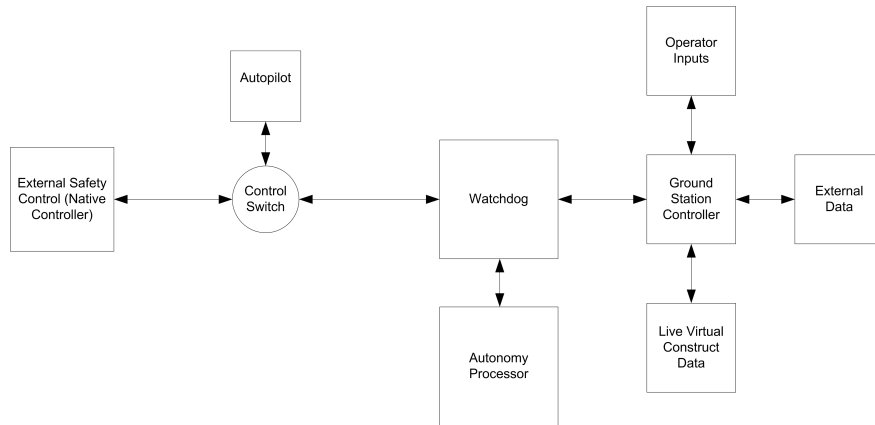 Operator
Inputs
Autopilot
External Safety
Control (Native
Controller)
Control
Switch
Watchdog
Ground
Station
Controller
External
Data
Autonomy
Processor
Live Virtual
Construct
Data